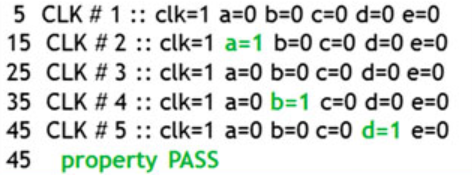 5 CLK # 1 :: clk=1 a=0 b=0 c=0 d=0 e=0
15 CLK # 2 :: clk=1 a=1 b=0 c=0 d=0 e=0
25 CLK # 3 :: clk=1 a=0 b=0 c=0 d=0 e=0
35 CLK # 4 :: clk=1 a=0 b=1 c=0 d=0 e=0
45 CLK # 5 :: clk=1 a=0 b=0 c=0 d=1 e=0
45 property PASS